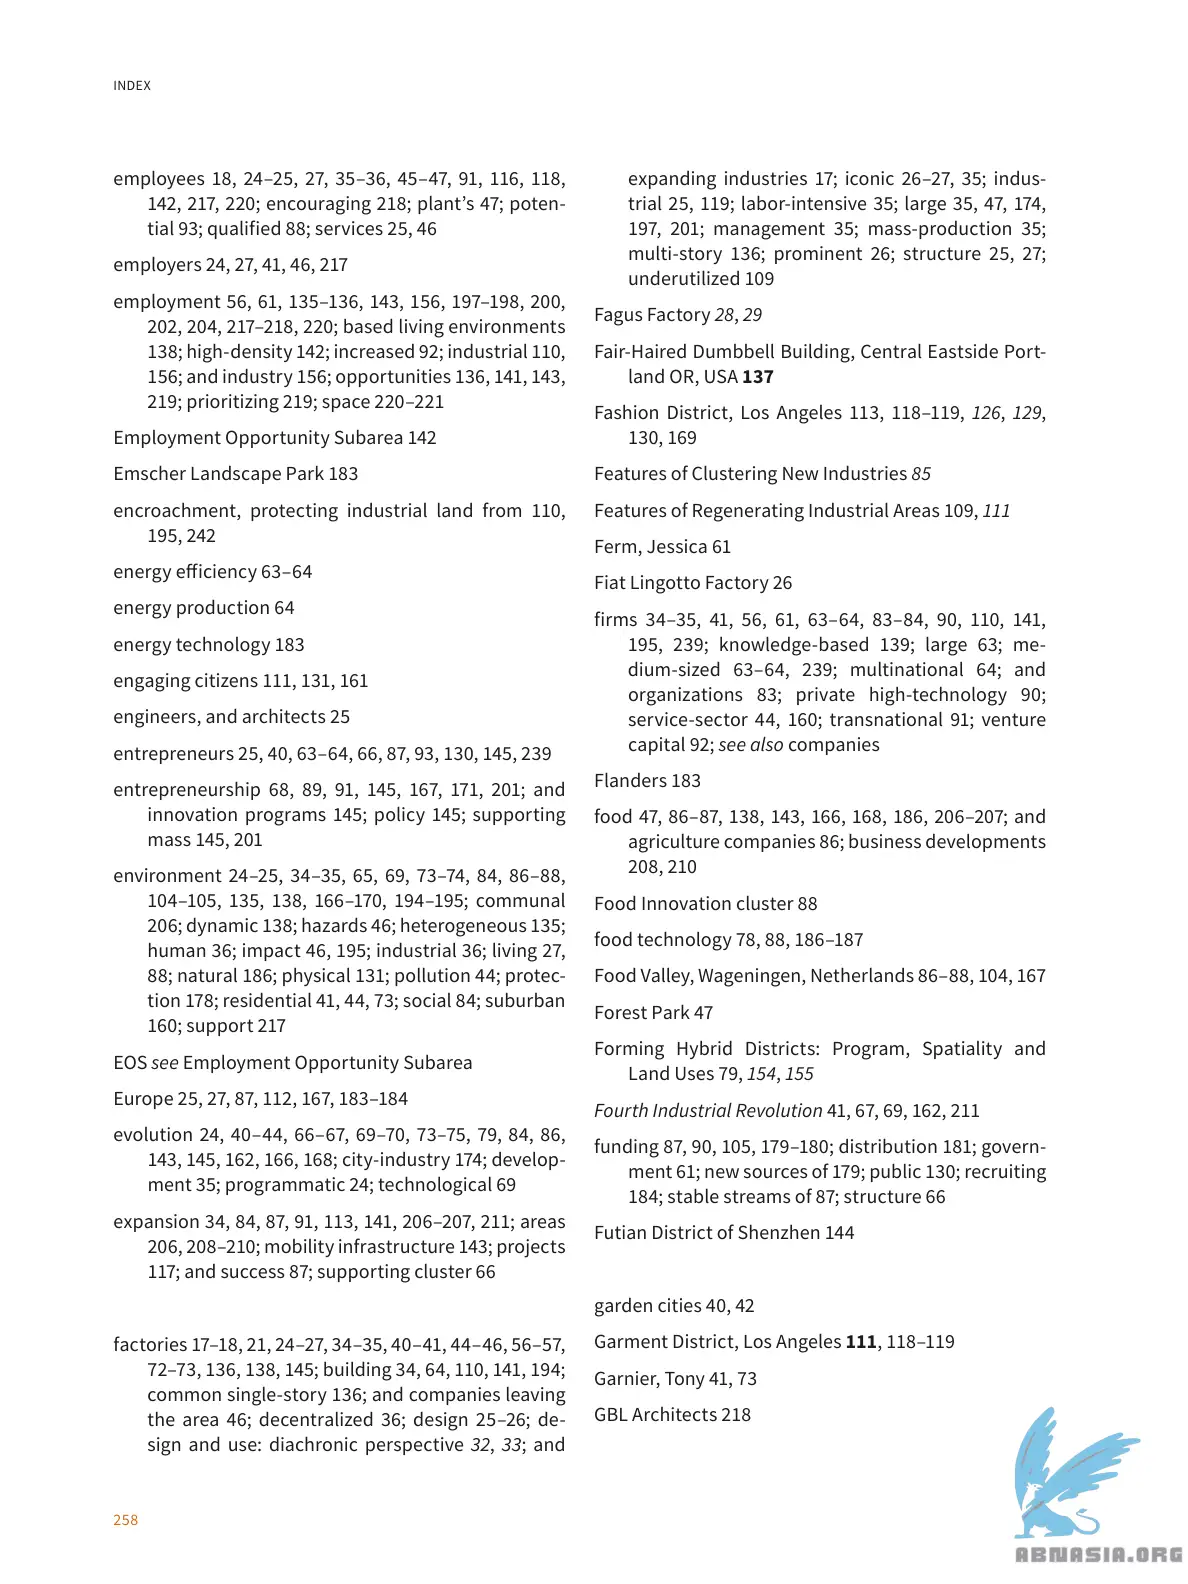 INDEX
employees 18, 24–25, 27, 35–36, 45–47, 91, 116, 118,
142, 217, 220; encouraging 218; plant’s 47; poten-
tial 93; qualified 88; services 25, 46
employers 24, 27, 41, 46, 217
employment 56, 61, 135–136, 143, 156, 197–198, 200,
202, 204, 217–218, 220; based living environments
138; high-density 142; increased 92; industrial 110,
156; and industry 156; opportunities 136, 141, 143,
219; prioritizing 219; space 220–221
Employment Opportunity Subarea 142
Emscher Landscape Park 183
encroachment, protecting industrial land from 110,
195, 242
energy efficiency 63–64
energy production 64
energy technology 183
engaging citizens 111, 131, 161
engineers, and architects 25
entrepreneurs 25, 40, 63–64, 66, 87, 93, 130, 145, 239
entrepreneurship 68, 89, 91, 145, 167, 171, 201; and
innovation programs 145; policy 145; supporting
mass 145, 201
environment 24–25, 34–35, 65, 69, 73–74, 84, 86–88,
104–105, 135, 138, 166–170, 194–195; communal
206; dynamic 138; hazards 46; heterogeneous 135;
human 36; impact 46, 195; industrial 36; living 27,
88; natural 186; physical 131; pollution 44; protec-
tion 178; residential 41, 44, 73; social 84; suburban
160; support 217
EOS see Employment Opportunity Subarea
Europe 25, 27, 87, 112, 167, 183–184
evolution 24, 40–44, 66–67, 69–70, 73–75, 79, 84, 86,
143, 145, 162, 166, 168; city-industry 174; develop-
ment 35; programmatic 24; technological 69
expansion 34, 84, 87, 91, 113, 141, 206–207, 211; areas
206, 208–210; mobility infrastructure 143; projects
117; and success 87; supporting cluster 66
factories 17–18, 21, 24–27, 34–35, 40–41, 44–46, 56–57,
72–73, 136, 138, 145; building 34, 64, 110, 141, 194;
common single-story 136; and companies leaving
the area 46; decentralized 36; design 25–26; de-
sign and use: diachronic perspective 32, 33; and
expanding industries 17; iconic 26–27, 35; indus-
trial 25, 119; labor-intensive 35; large 35, 47, 174,
197, 201; management 35; mass-production 35;
multi-story 136; prominent 26; structure 25, 27;
underutilized 109
Fagus Factory 28, 29
Fair-Haired Dumbbell Building, Central Eastside Port-
land OR, USA 137
Fashion District, Los Angeles 113, 118–119, 126, 129,
130, 169
Features of Clustering New Industries 85
Features of Regenerating Industrial Areas 109, 111
Ferm, Jessica 61
Fiat Lingotto Factory 26
firms 34–35, 41, 56, 61, 63–64, 83–84, 90, 110, 141,
195, 239; knowledge-based 139; large 63; me-
dium-sized 63–64, 239; multinational 64; and
organizations 83; private high-technology 90;
service-sector 44, 160; transnational 91; venture
capital 92; see also companies
Flanders 183
food 47, 86–87, 138, 143, 166, 168, 186, 206–207; and
agriculture companies 86; business developments
208, 210
Food Innovation cluster 88
food technology 78, 88, 186–187
Food Valley, Wageningen, Netherlands 86–88, 104, 167
Forest Park 47
Forming Hybrid Districts: Program, Spatiality and
Land Uses 79, 154, 155
Fourth Industrial Revolution 41, 67, 69, 162, 211
funding 87, 90, 105, 179–180; distribution 181; govern-
ment 61; new sources of 179; public 130; recruiting
184; stable streams of 87; structure 66
Futian District of Shenzhen 144
garden cities 40, 42
Garment District, Los Angeles 111, 118–119
Garnier, Tony 41, 73
GBL Architects 218
258
ABNASIA.ORG